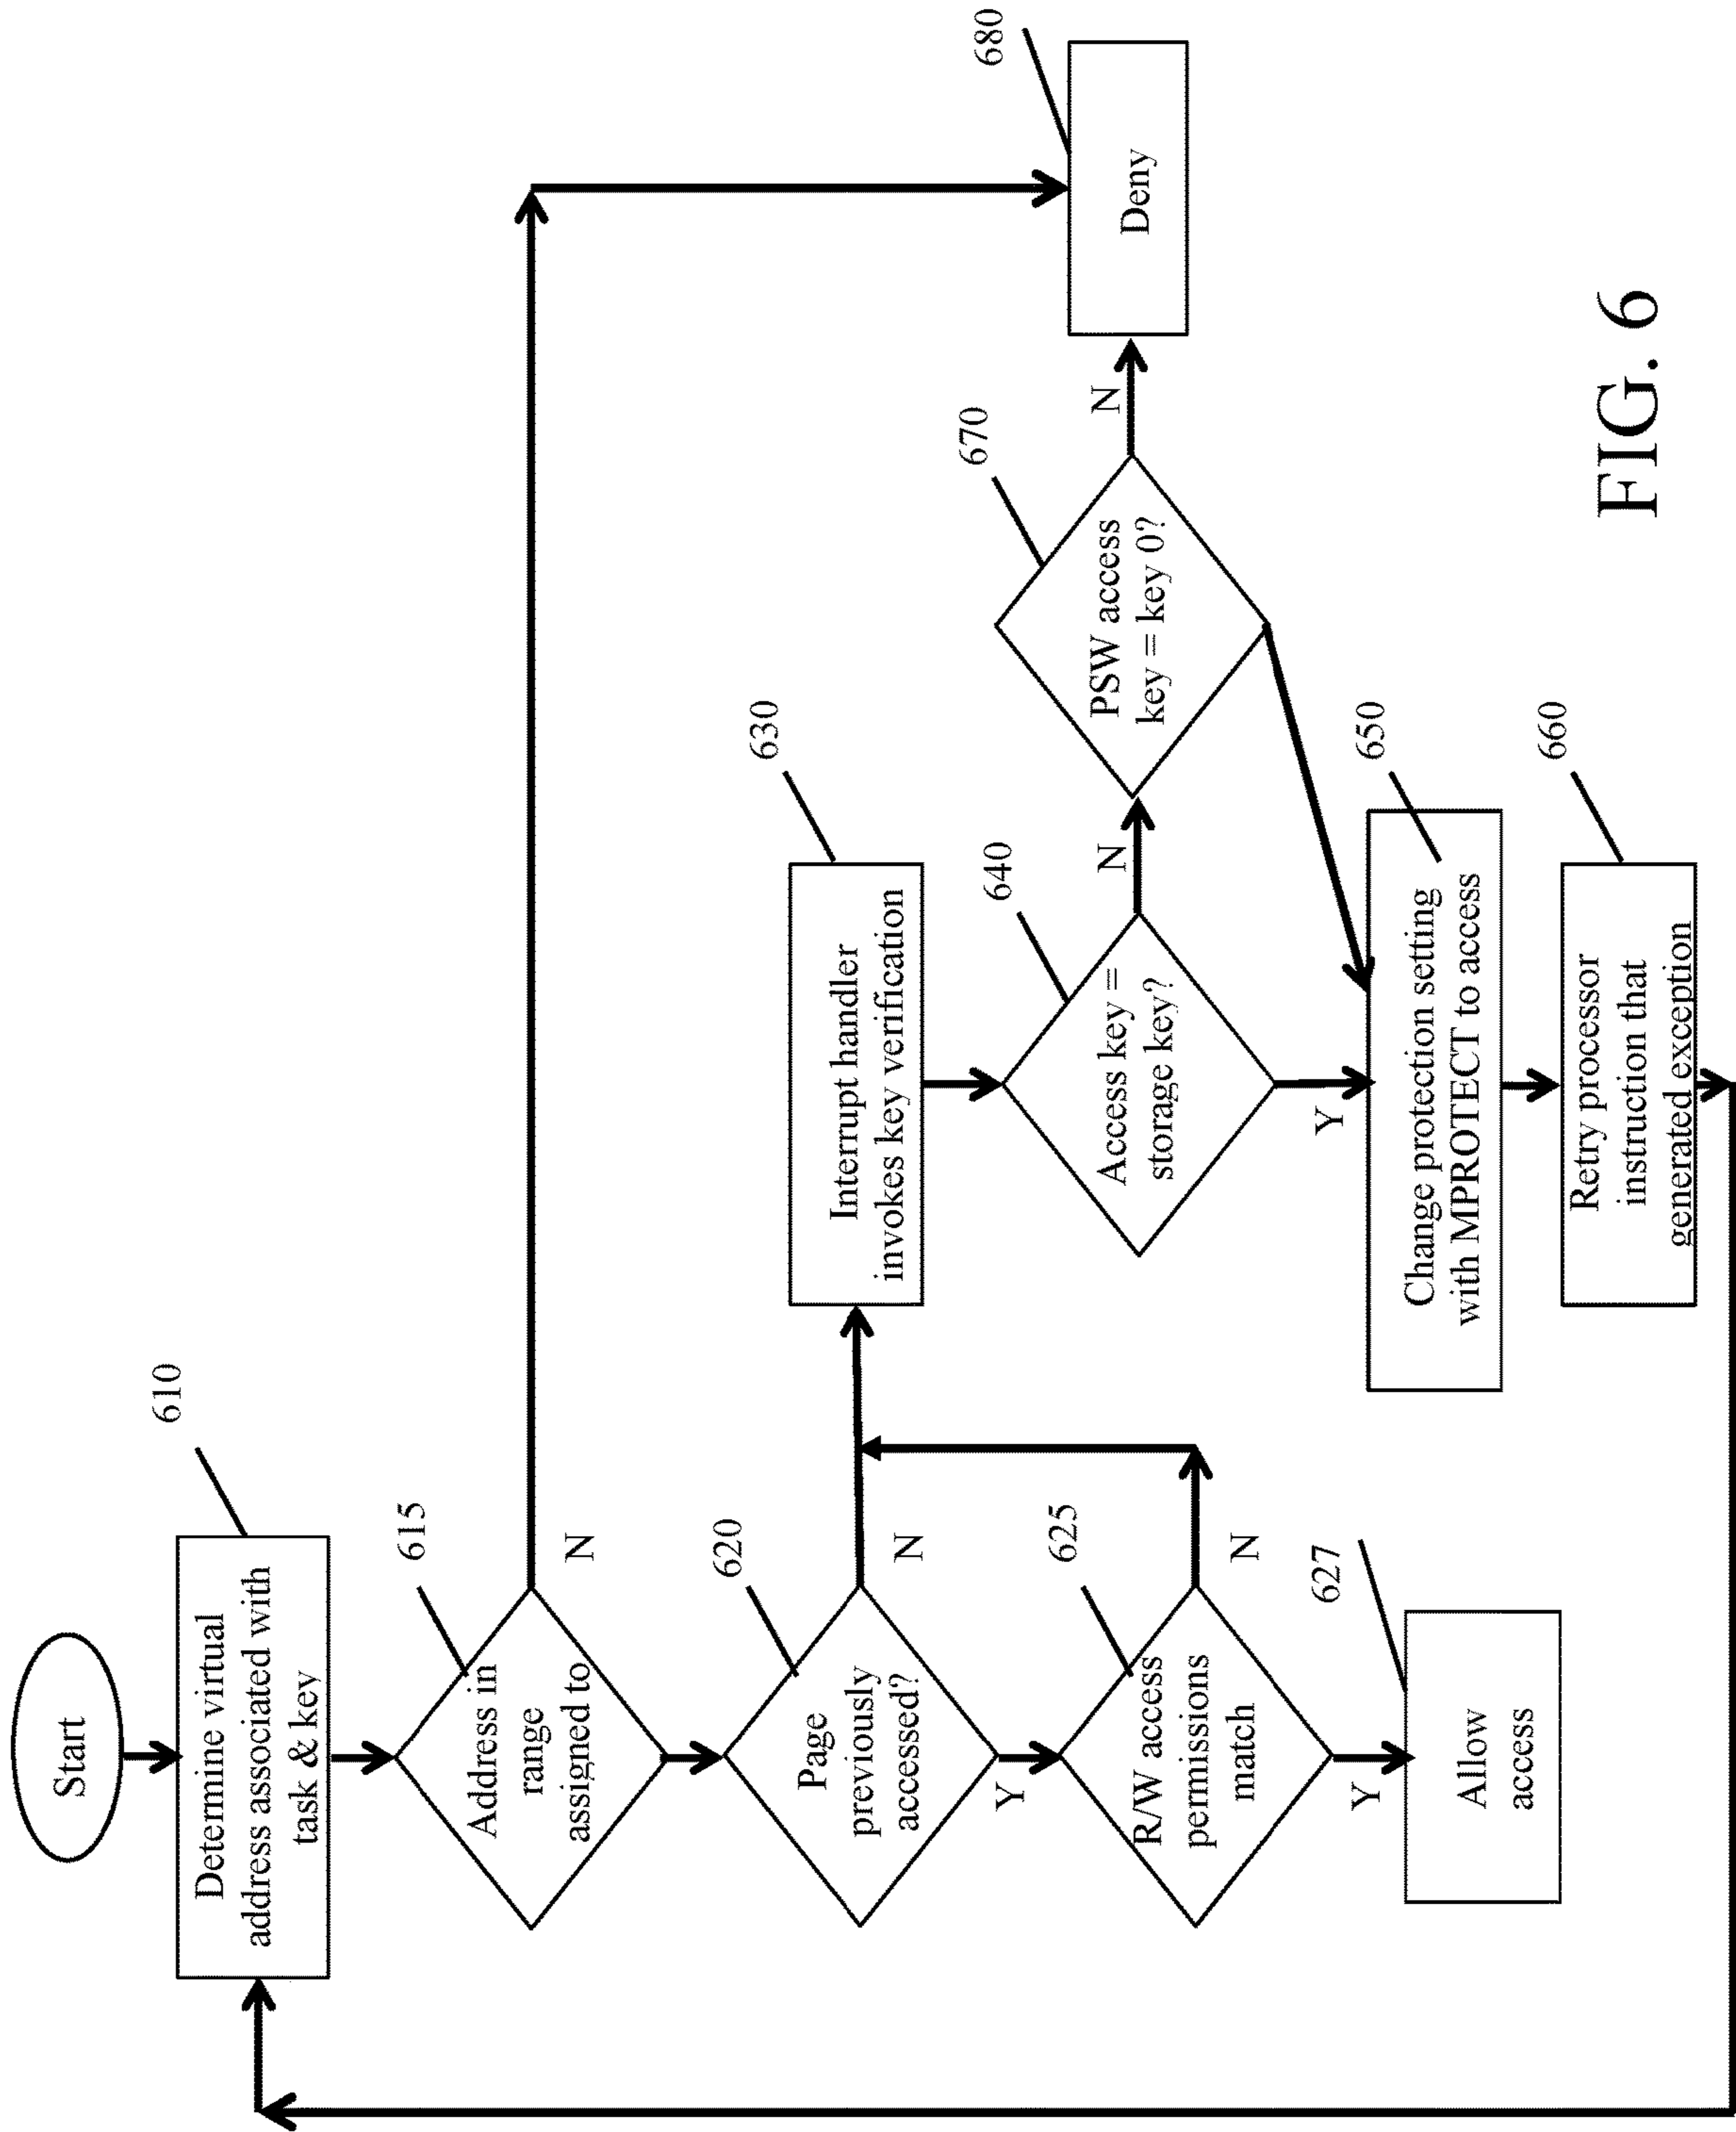 Start
610
Determine virtual
address associated with
task & key
615
Address in
range
assigned to
N
620
Page
previously
accessed?
N
Y
625
R/W access
permissions
match
N
Y
627
Allow
access
630
Interrupt handler
invokes key verification
640
Access key =
storage key?
N
Y
670
PSW access
key = key 0?
N
680
Deny
650
Change protection setting
with MPROTECT to access
660
Retry processor
instruction that
generated exception
FIG. 6